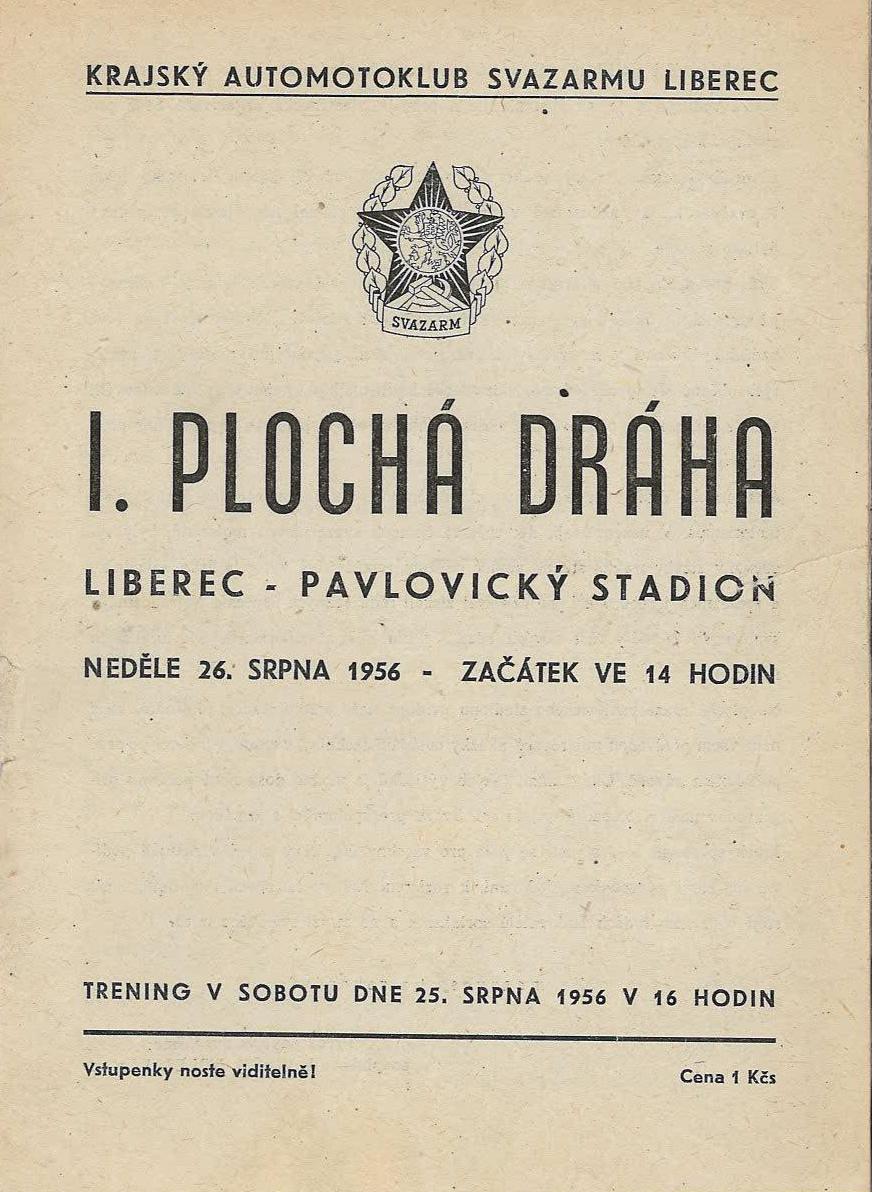 KRAJSKÝ AUTOMOTOKLUB SVAZARMU LIBEREC
SVAZARM
I. PLOCHÁ DRÁHA
LIBEREC - PAVLOVICKÝ STADION
NEDĚLE 26. SRPNA 1956 - ZAČÁTEK VE 14 HODIN
TRENING V SOBOTU DNE 25. SRPNA 1956 V 16 HODIN
Vstupenky noste viditelně!
Cena 1 Kčs